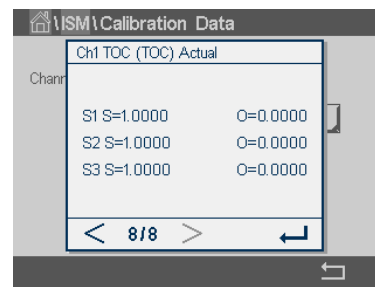 \ISM\Calibration Data
Ch1 TOC (TOC) Actual
Chann
S1 S=1.0000 O=0.0000
S2 S=1.0000 O=0.0000
S3 S=1.0000 O=0.0000
< 8/8 >